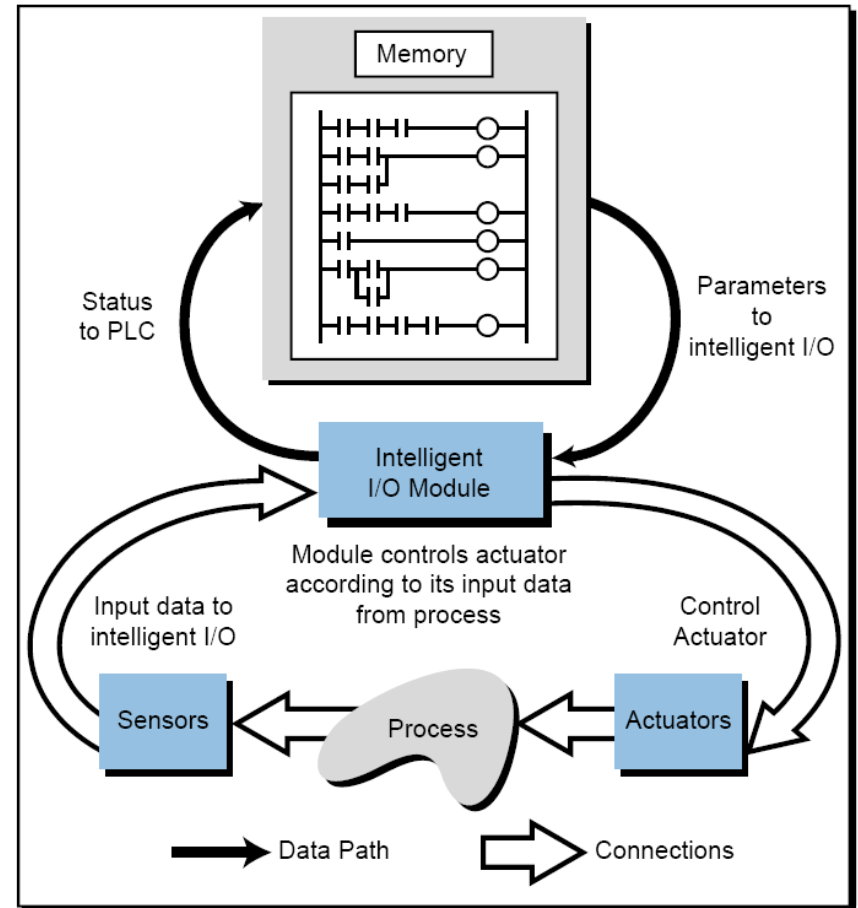 Memory
Status
to PLC
Parameters
to
intelligent I/O
Intelligent
I/O Module
Module controls actuator
according to its input data
from process
Input data to
intelligent I/O
Control
Actuator
Sensors
Process
Actuators
Data Path
Connections